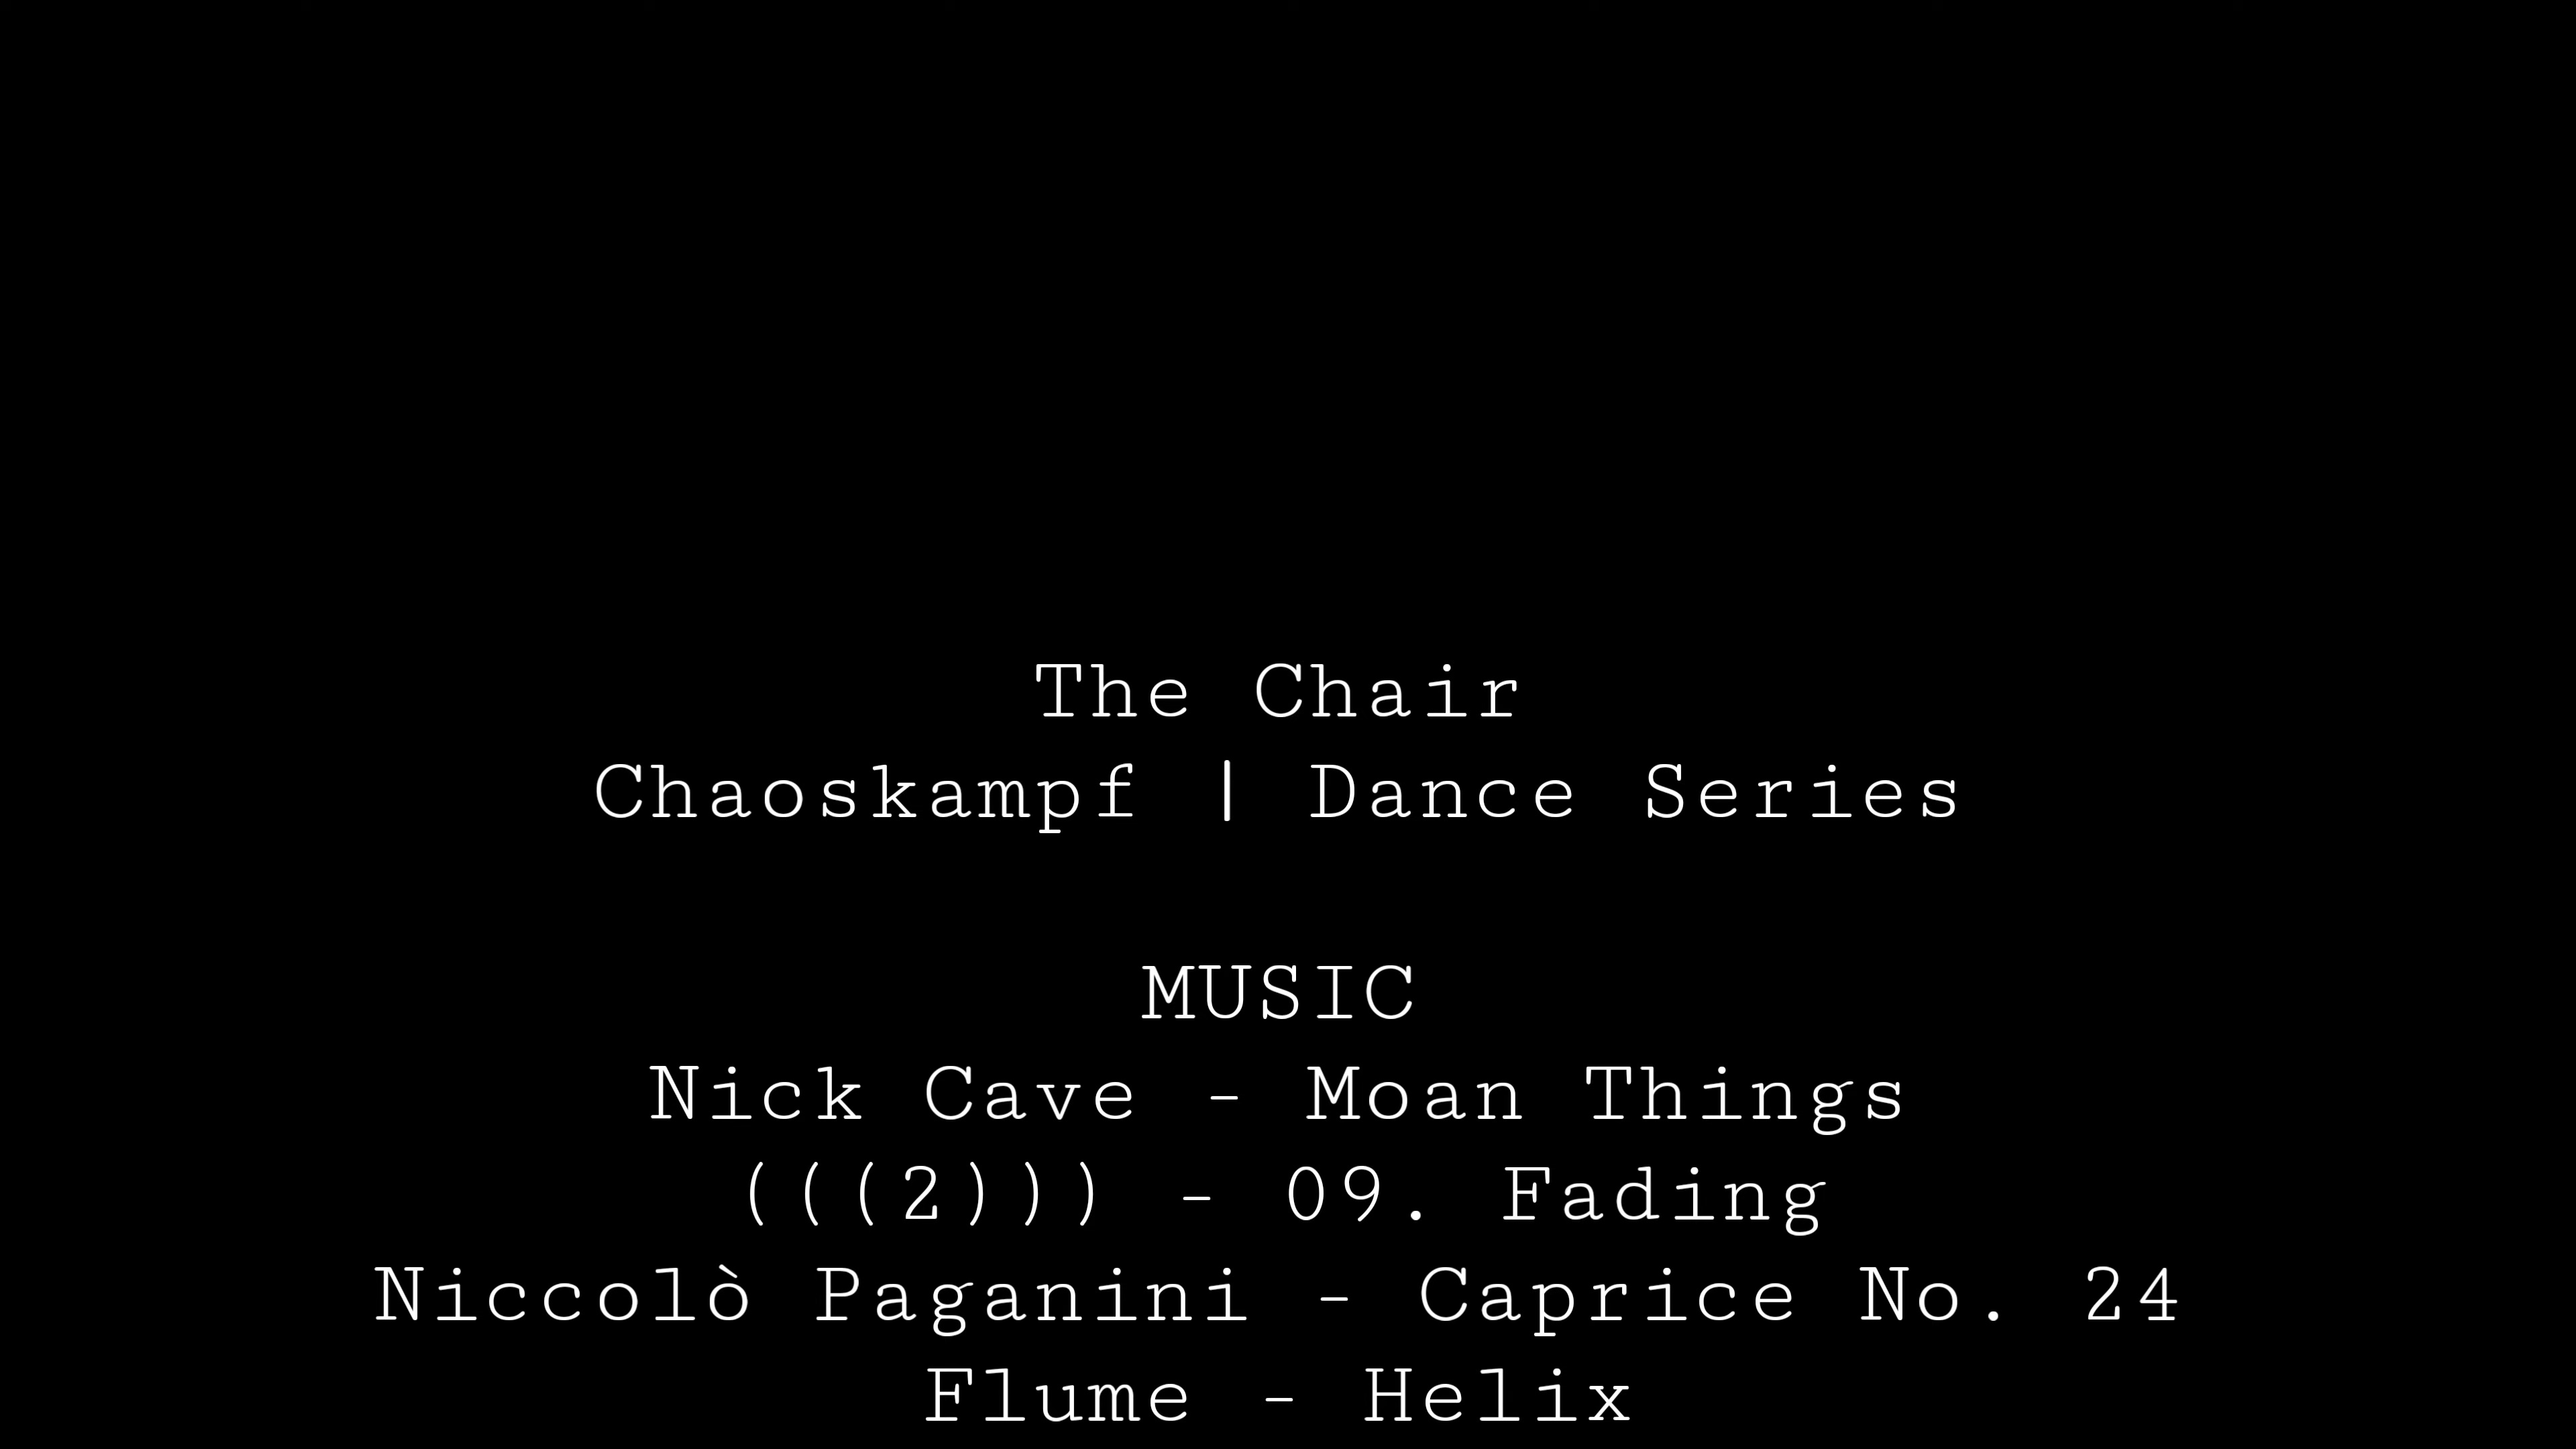 The Chair
Chaoskampf | Dance Series
MUSIC
Nick Cave - Moan Things
(((2))) - 09. Fading
Niccolò Paganini - Caprice No. 24
Flume - Helix